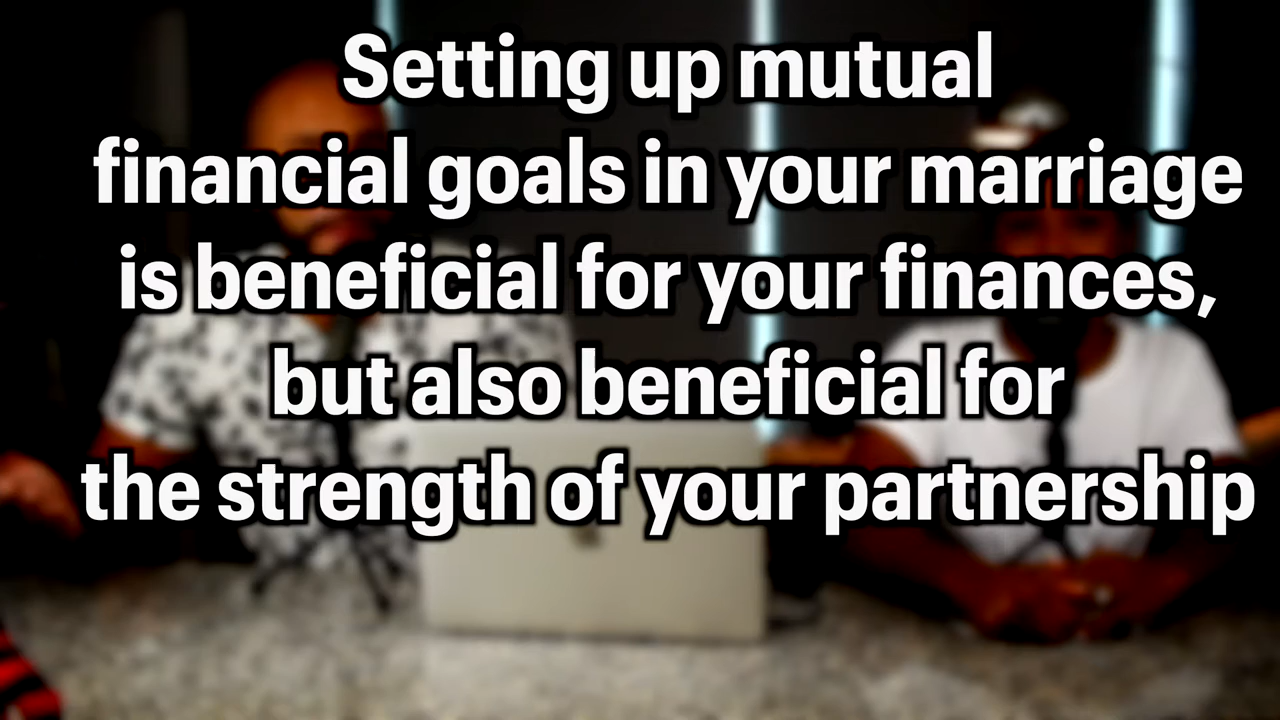 Setting up mutual
financial goals in your marriage
is beneficial for your finances,
but also beneficial for
the strength of your partnership